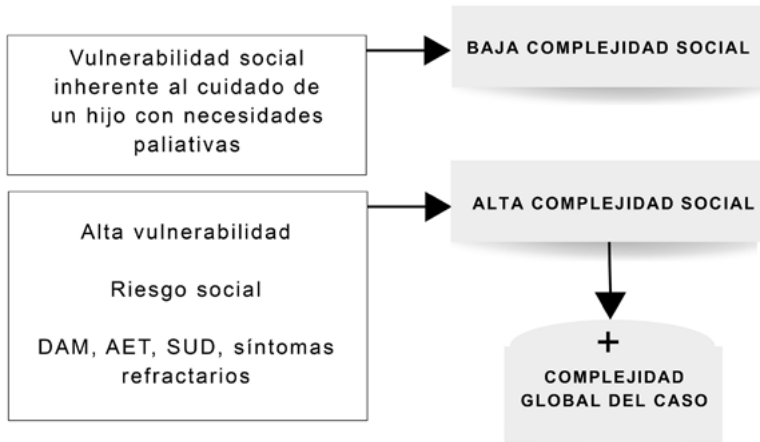 Vulnerabilidad social
inherente al cuidado de
un hijo con necesidades
paliativas
BAJA COMPLEJIDAD SOCIAL
Alta vulnerabilidad
Riesgo social
DAM, AET, SUD, síntomas
refractarios
ALTA COMPLEJIDAD SOCIAL
+
COMPLEJIDAD
GLOBAL DEL CASO